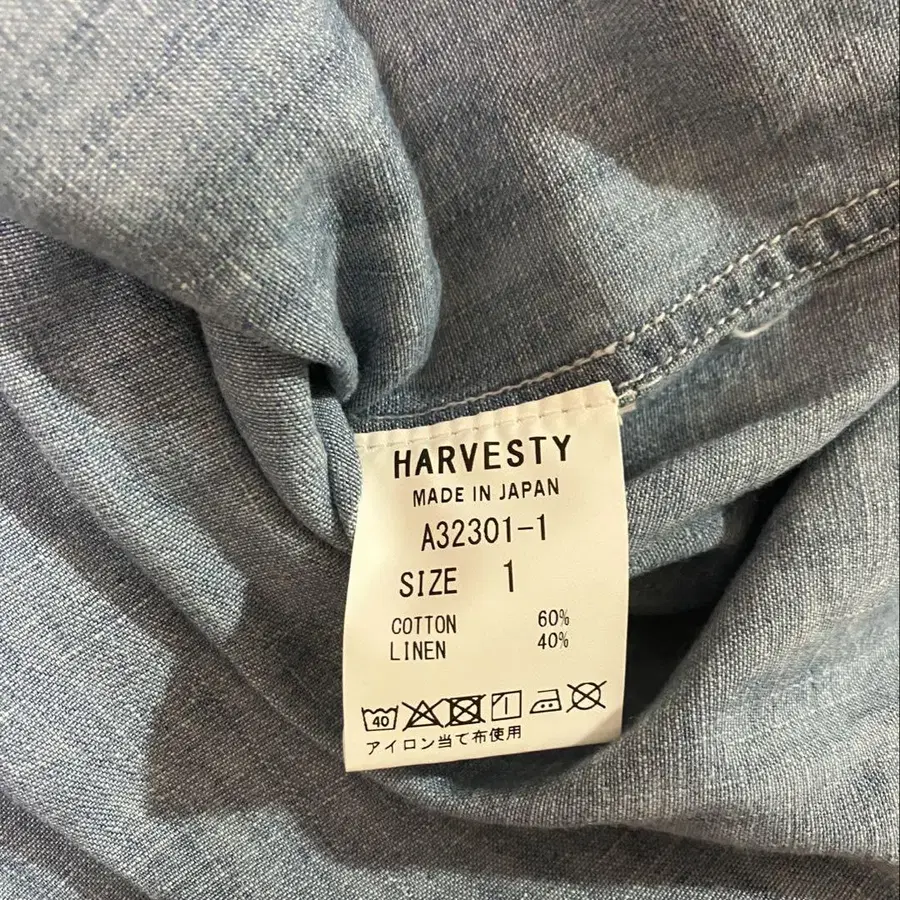 HARVESTY
MADE IN JAPAN
A32301-1
SIZE 1
COTTON 60%
LINEN 40%
40
アイロン当て布使用